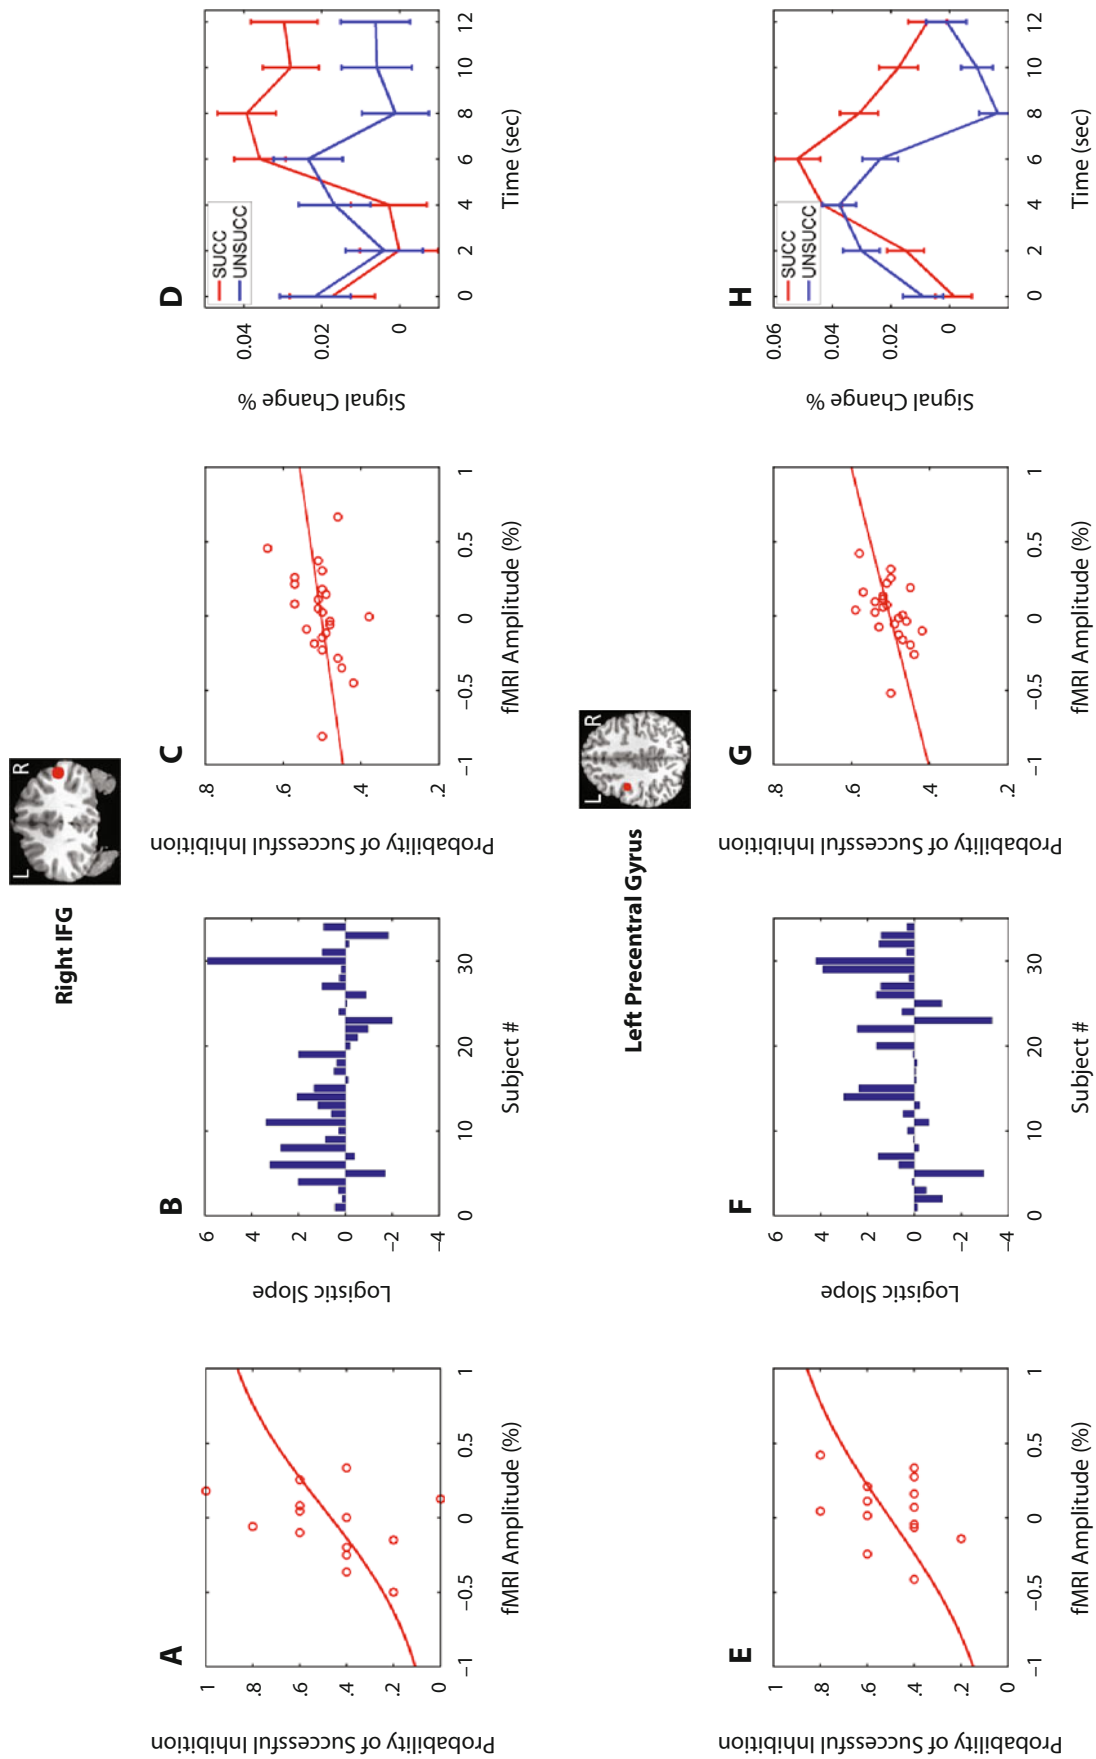 Right IFG
L R
A
Probability of Successful Inhibition
1
.8
.6
.4
.2
0
−1 −0.5 0 0.5 1
fMRI Amplitude (%)
B
Logistic Slope
6
4
2
0
−2
−4
0 10 20 30
Subject #
C
Probability of Successful Inhibition
.8
.6
.4
.2
−1 −0.5 0 0.5 1
fMRI Amplitude (%)
D
Signal Change %
0.04
0.02
0
SUCC
UNSUCC
0 2 4 6 8 10 12
Time (sec)
Left Precentral Gyrus
L R
E
Probability of Successful Inhibition
1
.8
.6
.4
.2
0
−1 −0.5 0 0.5 1
fMRI Amplitude (%)
F
Logistic Slope
6
4
2
0
−2
−4
0 10 20 30
Subject #
G
Probability of Successful Inhibition
.8
.6
.4
.2
−1 −0.5 0 0.5 1
fMRI Amplitude (%)
H
Signal Change %
0.06
0.04
0.02
0
SUCC
UNSUCC
0 2 4 6 8 10 12
Time (sec)